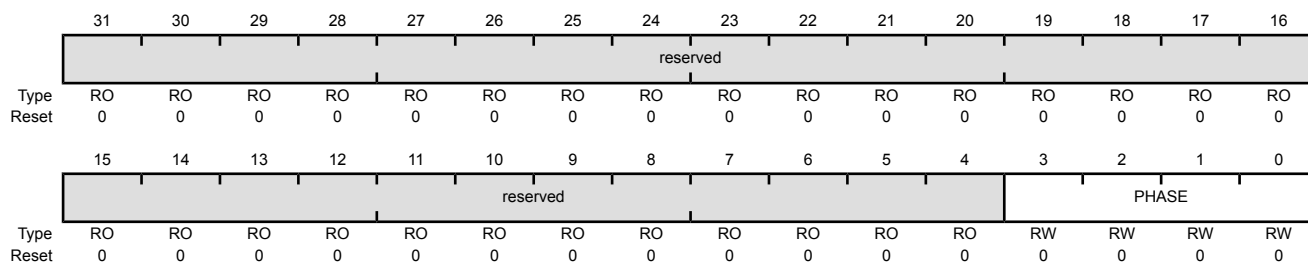 31 30 29 28 27 26 25 24 23 22 21 20 19 18 17 16
reserved
Type RO RO RO RO RO RO RO RO RO RO RO RO RO RO RO RO
Reset 0 0 0 0 0 0 0 0 0 0 0 0 0 0 0 0
15 14 13 12 11 10 9 8 7 6 5 4 3 2 1 0
reserved PHASE
Type RO RO RO RO RO RO RO RO RO RO RO RO RW RW RW RW
Reset 0 0 0 0 0 0 0 0 0 0 0 0 0 0 0 0